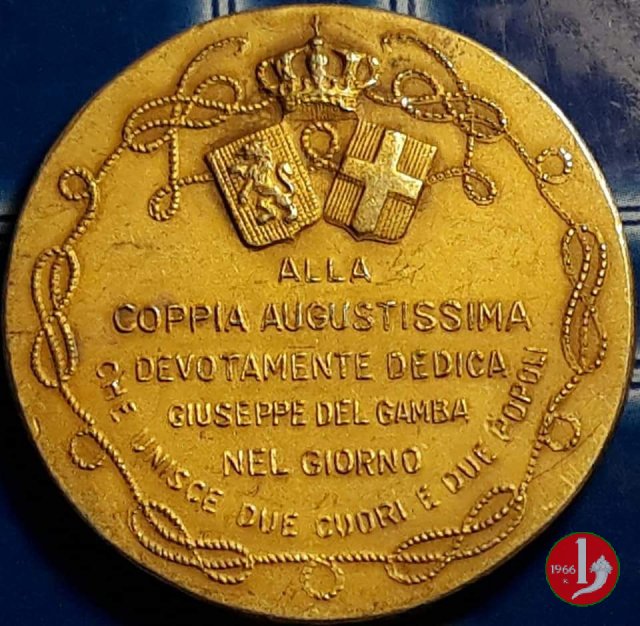 ALLA
COPPIA AUGUSTISSIMA
DEVOTAMENTE DEDICA
GIUSEPPE DEL GAMBA
NEL GIORNO
CHE UNISCE DUE CUORI E DUE POPOLI
1966
K.